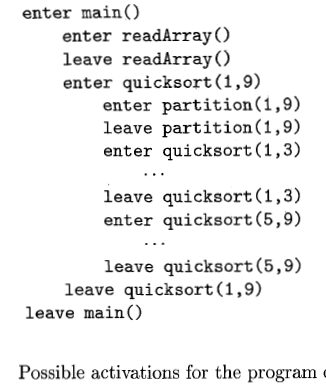 enter main()
enter readArray()
leave readArray()
enter quicksort(1,9)
enter partition(1,9)
leave partition(1,9)
enter quicksort(1,3)
...
leave quicksort(1,3)
enter quicksort(5,9)
...
leave quicksort(5,9)
leave quicksort(1,9)
leave main()
Possible activations for the program